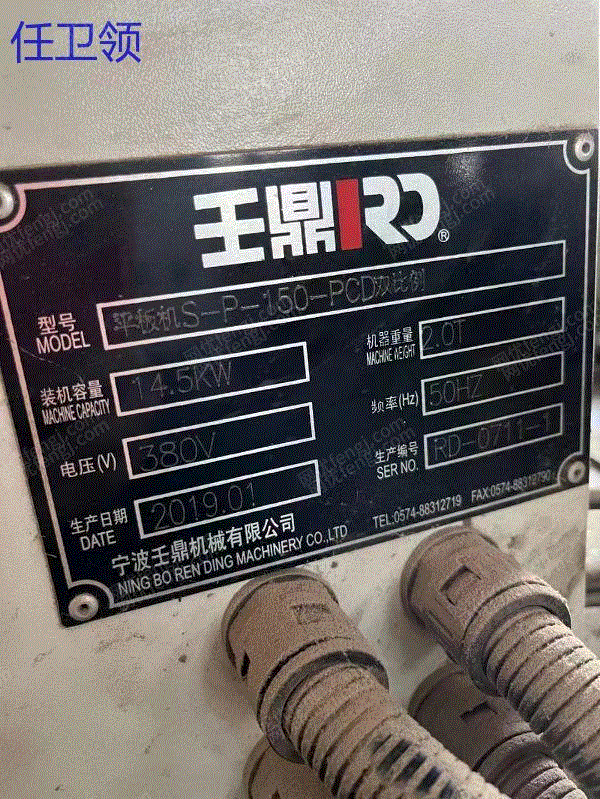 任卫领
壬鼎RD®
型号 平板机S-P-150-PCD双比例
MODEL
装机容量 14.5KW 机器重量 2.0T
MACHINE CAPACITY MACHINE WEIGHT
电压(V) 380V 频率(Hz) 50HZ
生产日期 2019.01 生产编号 RD-0711-1
DATE SER NO.
宁波壬鼎机械有限公司 TEL:0574-88312719 FAX:0574-88312790
NING BO REN DING MACHINERY CO.,LTD